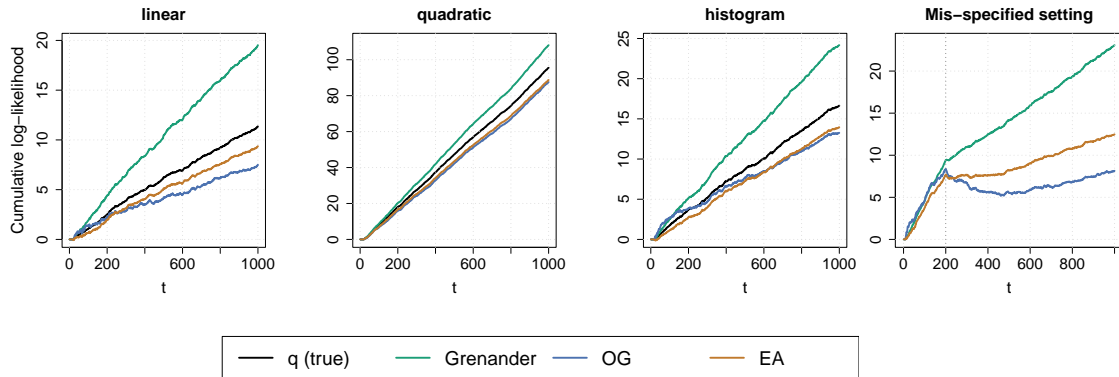 linear
quadratic
histogram
Mis−specified setting
Cumulative log−likelihood
0
5
10
15
20
0
20
40
60
80
100
0
5
10
15
20
25
0
5
10
15
20
0 200 600 1000
0 200 600 1000
0 200 600 1000
0 200 400 600 800
t
t
t
t
q (true) Grenander OG EA